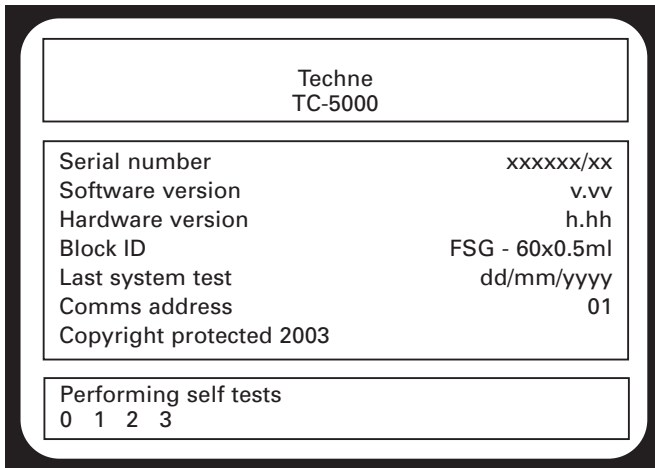 Techne
TC-5000
Serial number xxxxxx/xx
Software version v.vv
Hardware version h.hh
Block ID FSG - 60x0.5ml
Last system test dd/mm/yyyy
Comms address 01
Copyright protected 2003
Performing self tests
0 1 2 3